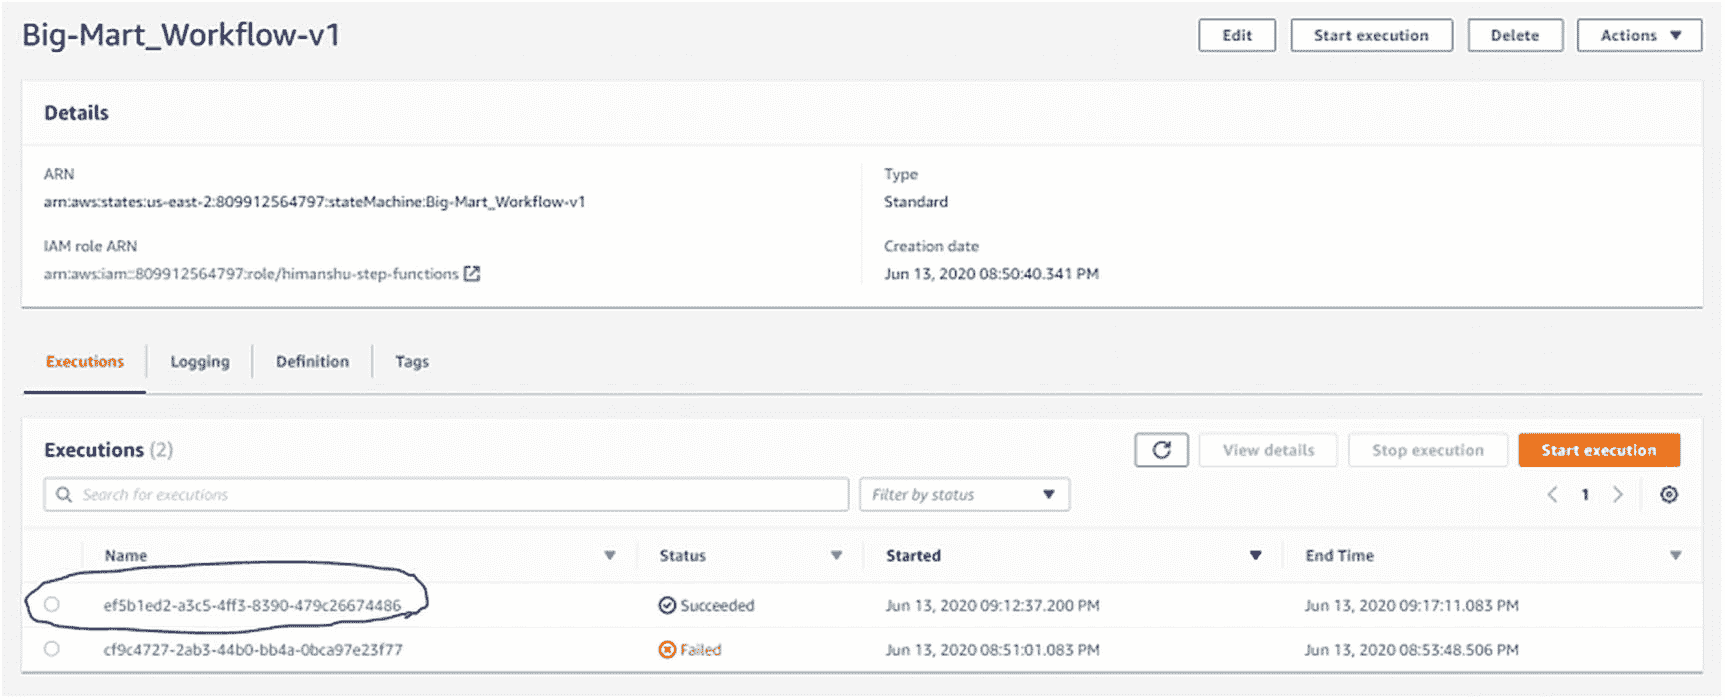 Big-Mart_Workflow-v1
Edit
Start execution
Delete
Actions
Details
ARN
arn:aws:states:us-east-2:809912564797:stateMachine:Big-Mart_Workflow-v1
Type
Standard
IAM role ARN
arn:aws:iam::809912564797:role/himanshu-step-functions
Creation date
Jun 13, 2020 08:50:40.341 PM
Executions
Logging
Definition
Tags
Executions (2)
View details
Stop execution
Start execution
Search for executions
Filter by status
1
Name
Status
Started
End Time
ef5b1ed2-a3c5-4ff3-8390-479c26674486
Succeeded
Jun 13, 2020 09:12:37.200 PM
Jun 13, 2020 09:17:11.083 PM
cf9c4727-2ab3-44b0-bb4a-0bca97e23f77
Failed
Jun 13, 2020 08:51:01.083 PM
Jun 13, 2020 08:53:48.506 PM